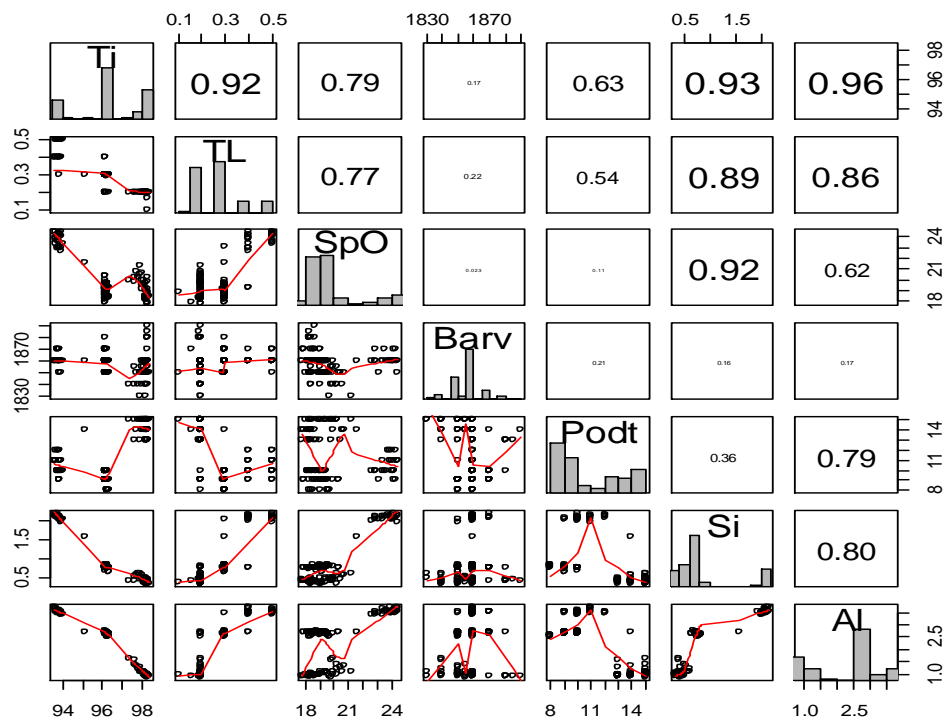 0.1 0.3 0.5 1830 1870 0.5 1.5
Ti 0.92 0.79 0.17 0.63 0.93 0.96 94 96 98
0.1 0.3 0.5 TL 0.77 0.22 0.54 0.89 0.86
SpO 0.023 0.11 0.92 0.62 18 21 24
1830 1870 Barv 0.21 0.16 0.17
Podt 0.36 0.79 8 11 14
0.5 1.5 Si 0.80
Al 1.0 2.5
94 96 98 18 21 24 8 11 14 1.0 2.5